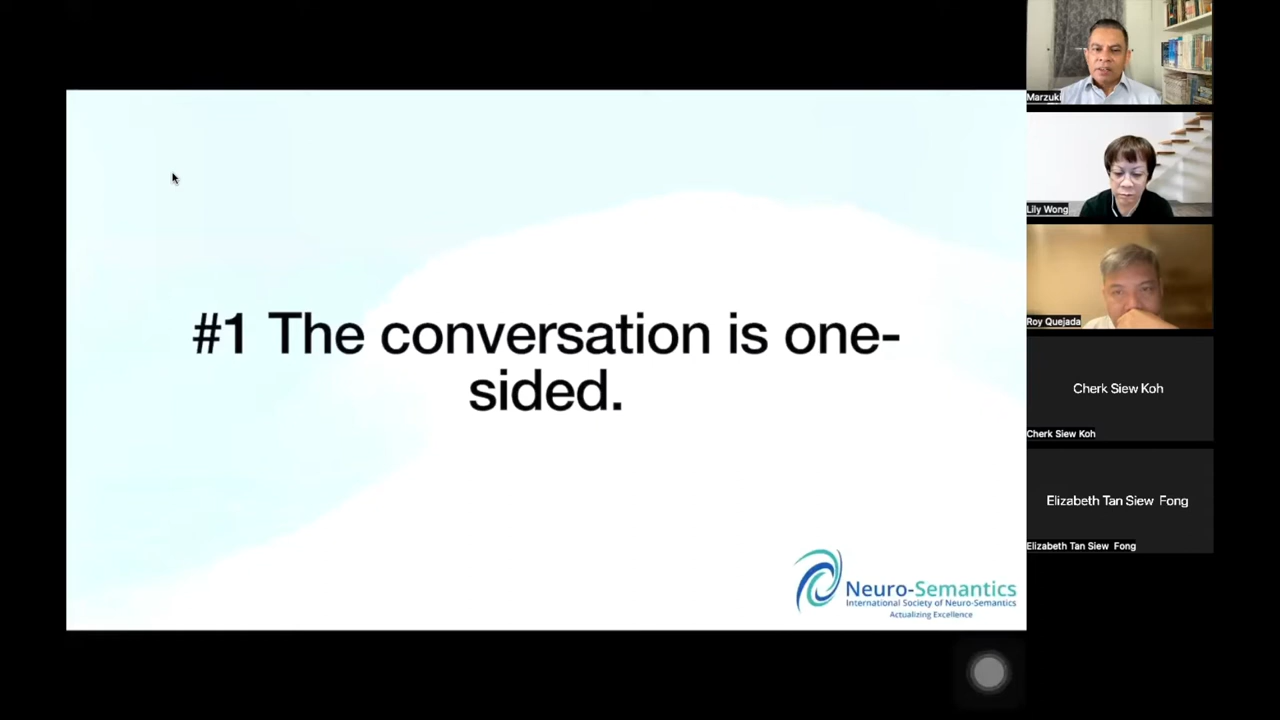 #1 The conversation is one-
sided.
Neuro-Semantics
International Society of Neuro-Semantics
Actualizing Excellence
Marzuki
Lily Wong
Roy Quejada
Cherk Siew Koh
Cherk Siew Koh
Elizabeth Tan Siew Fong
Elizabeth Tan Siew Fong